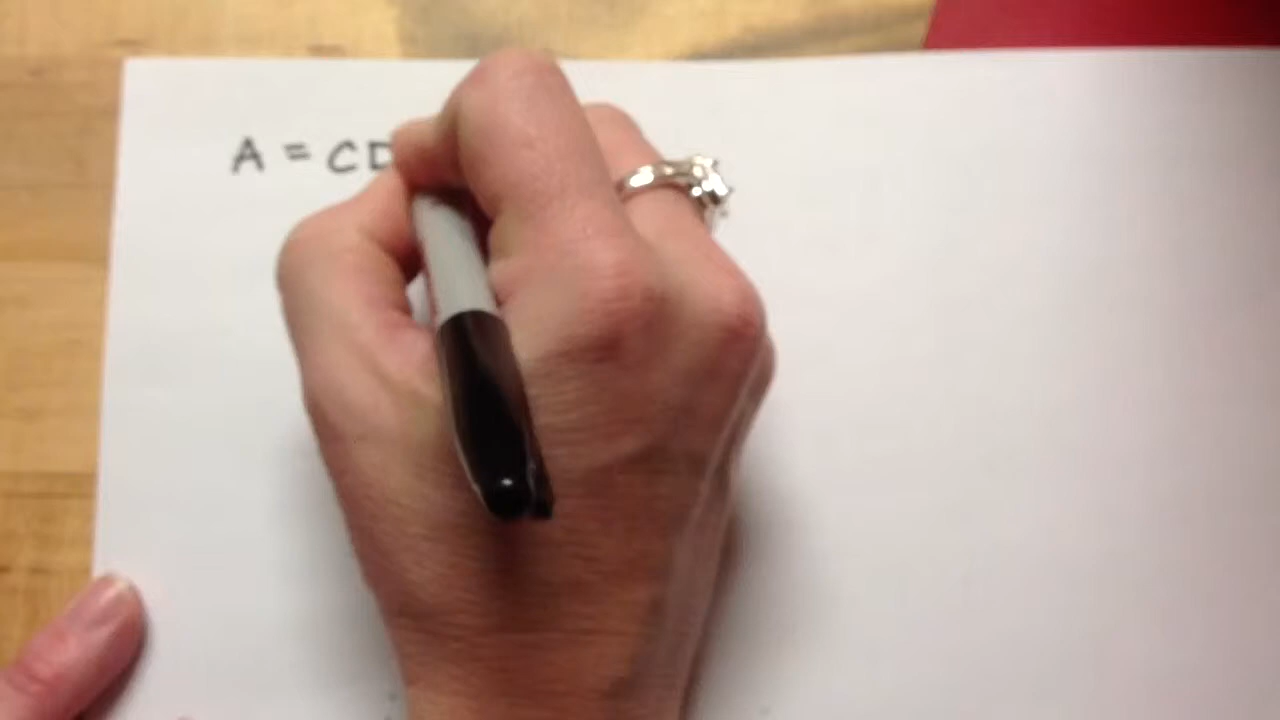 A = CD